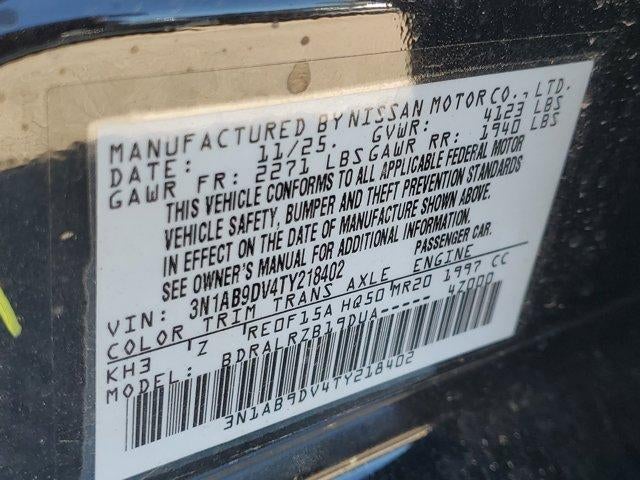 MANUFACTURED BY NISSAN MOTOR CO., LTD.
DATE: 11/25. GVWR: 4123 LBS
GAWR FR: 2271 LBS GAWR RR: 1940 LBS
THIS VEHICLE CONFORMS TO ALL APPLICABLE FEDERAL MOTOR
VEHICLE SAFETY, BUMPER AND THEFT PREVENTION STANDARDS
IN EFFECT ON THE DATE OF MANUFACTURE SHOWN ABOVE.
SEE OWNER'S MANUAL FOR ADDITIONAL INFORMATION.
VIN: 3N1AB9DV4TY218402 PASSENGER CAR.
COLOR TRIM TRANS AXLE ENGINE
KH3 Z RE0F15A HQ50 MR20 1997 CC
MODEL: BDRALRZB19DUA----- 4Z000
3N1AB9DV4TY218402